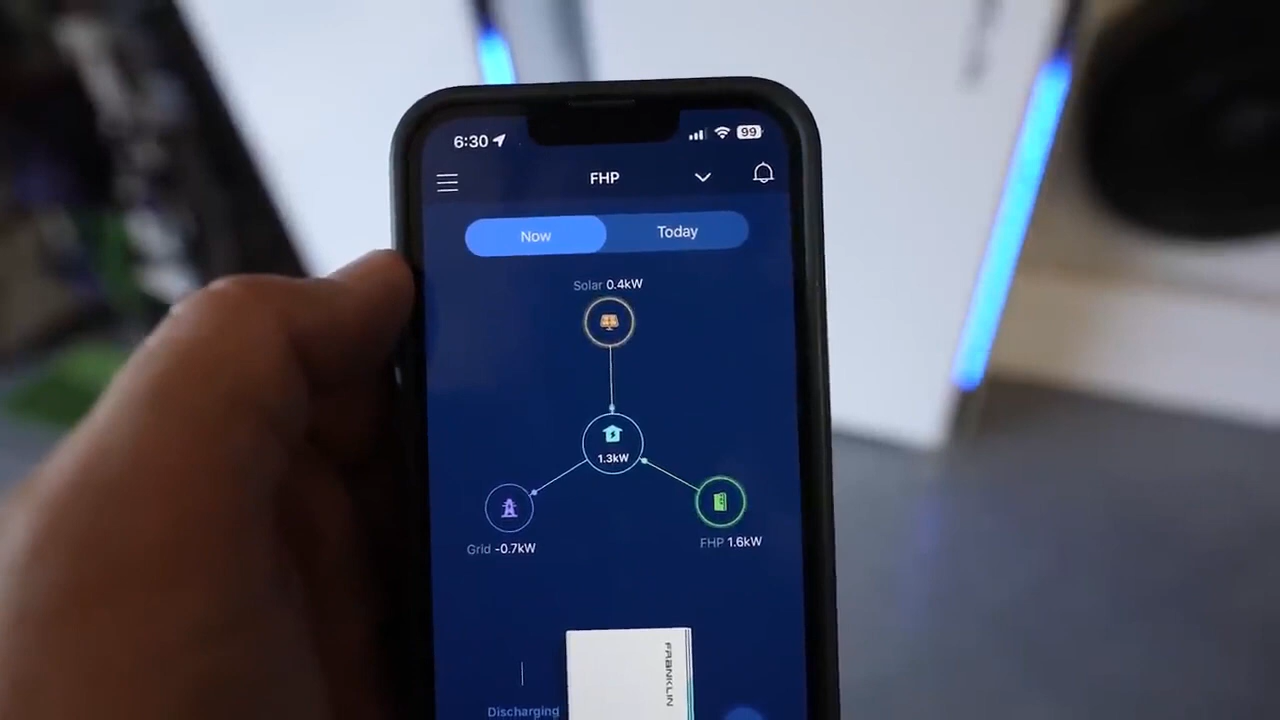 6:30
99
FHP
Now
Today
Solar 0.4kW
1.3kW
Grid -0.7kW
FHP 1.6kW
FRANKLIN
Discharging